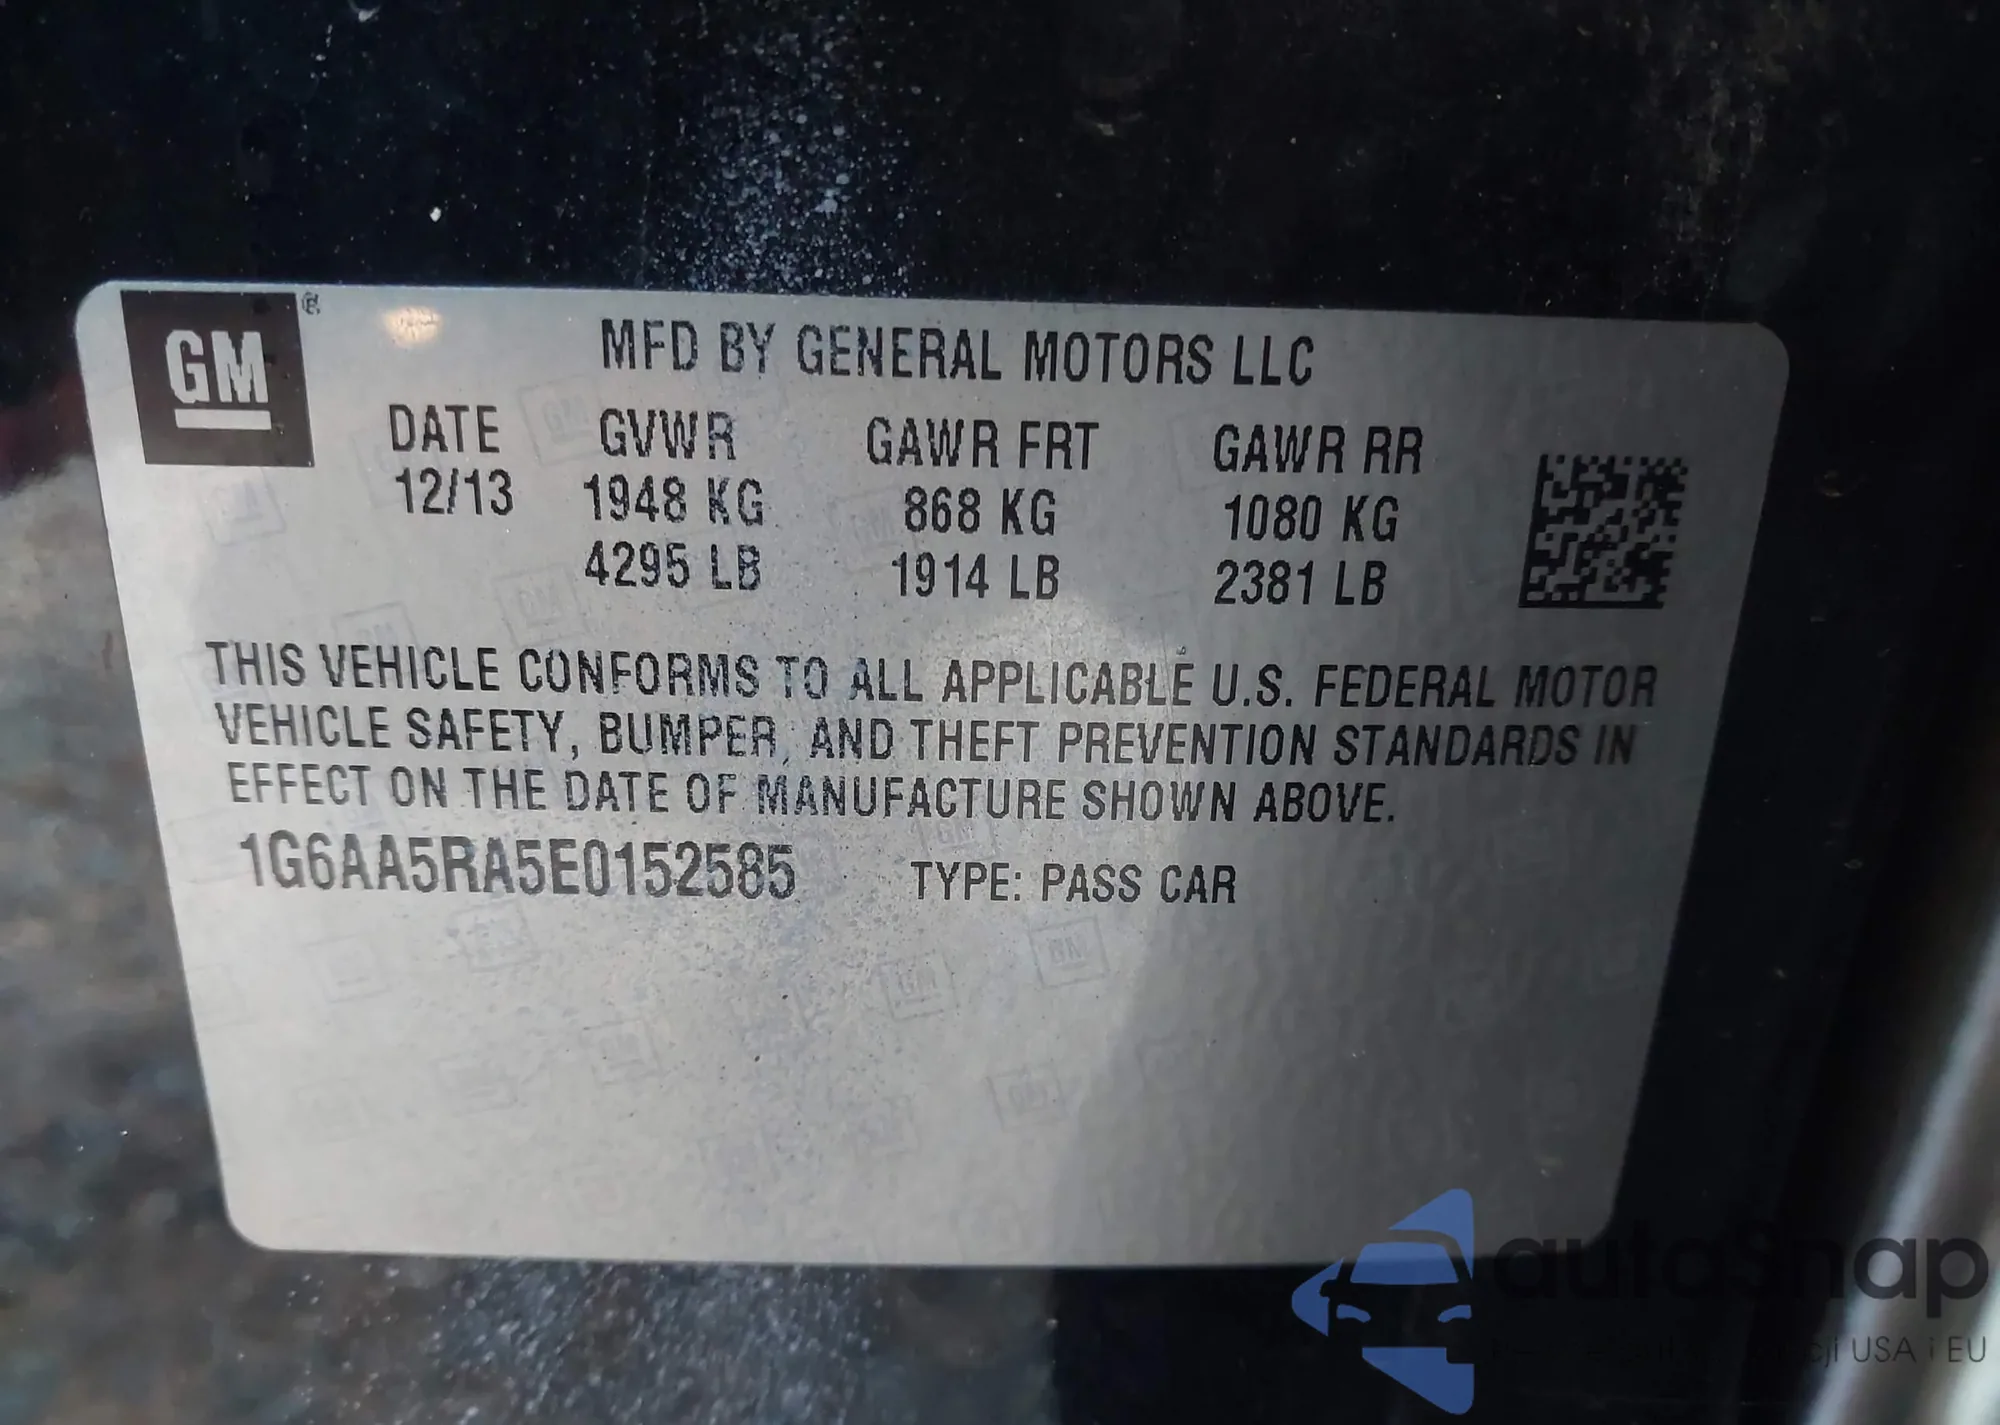 GM ®
MFD BY GENERAL MOTORS LLC
DATE GVWR GAWR FRT GAWR RR
12/13 1948 KG 868 KG 1080 KG
4295 LB 1914 LB 2381 LB
THIS VEHICLE CONFORMS TO ALL APPLICABLE U.S. FEDERAL MOTOR
VEHICLE SAFETY, BUMPER, AND THEFT PREVENTION STANDARDS IN
EFFECT ON THE DATE OF MANUFACTURE SHOWN ABOVE.
1G6AA5RA5E0152585 TYPE: PASS CAR
autosnap
USA i EU